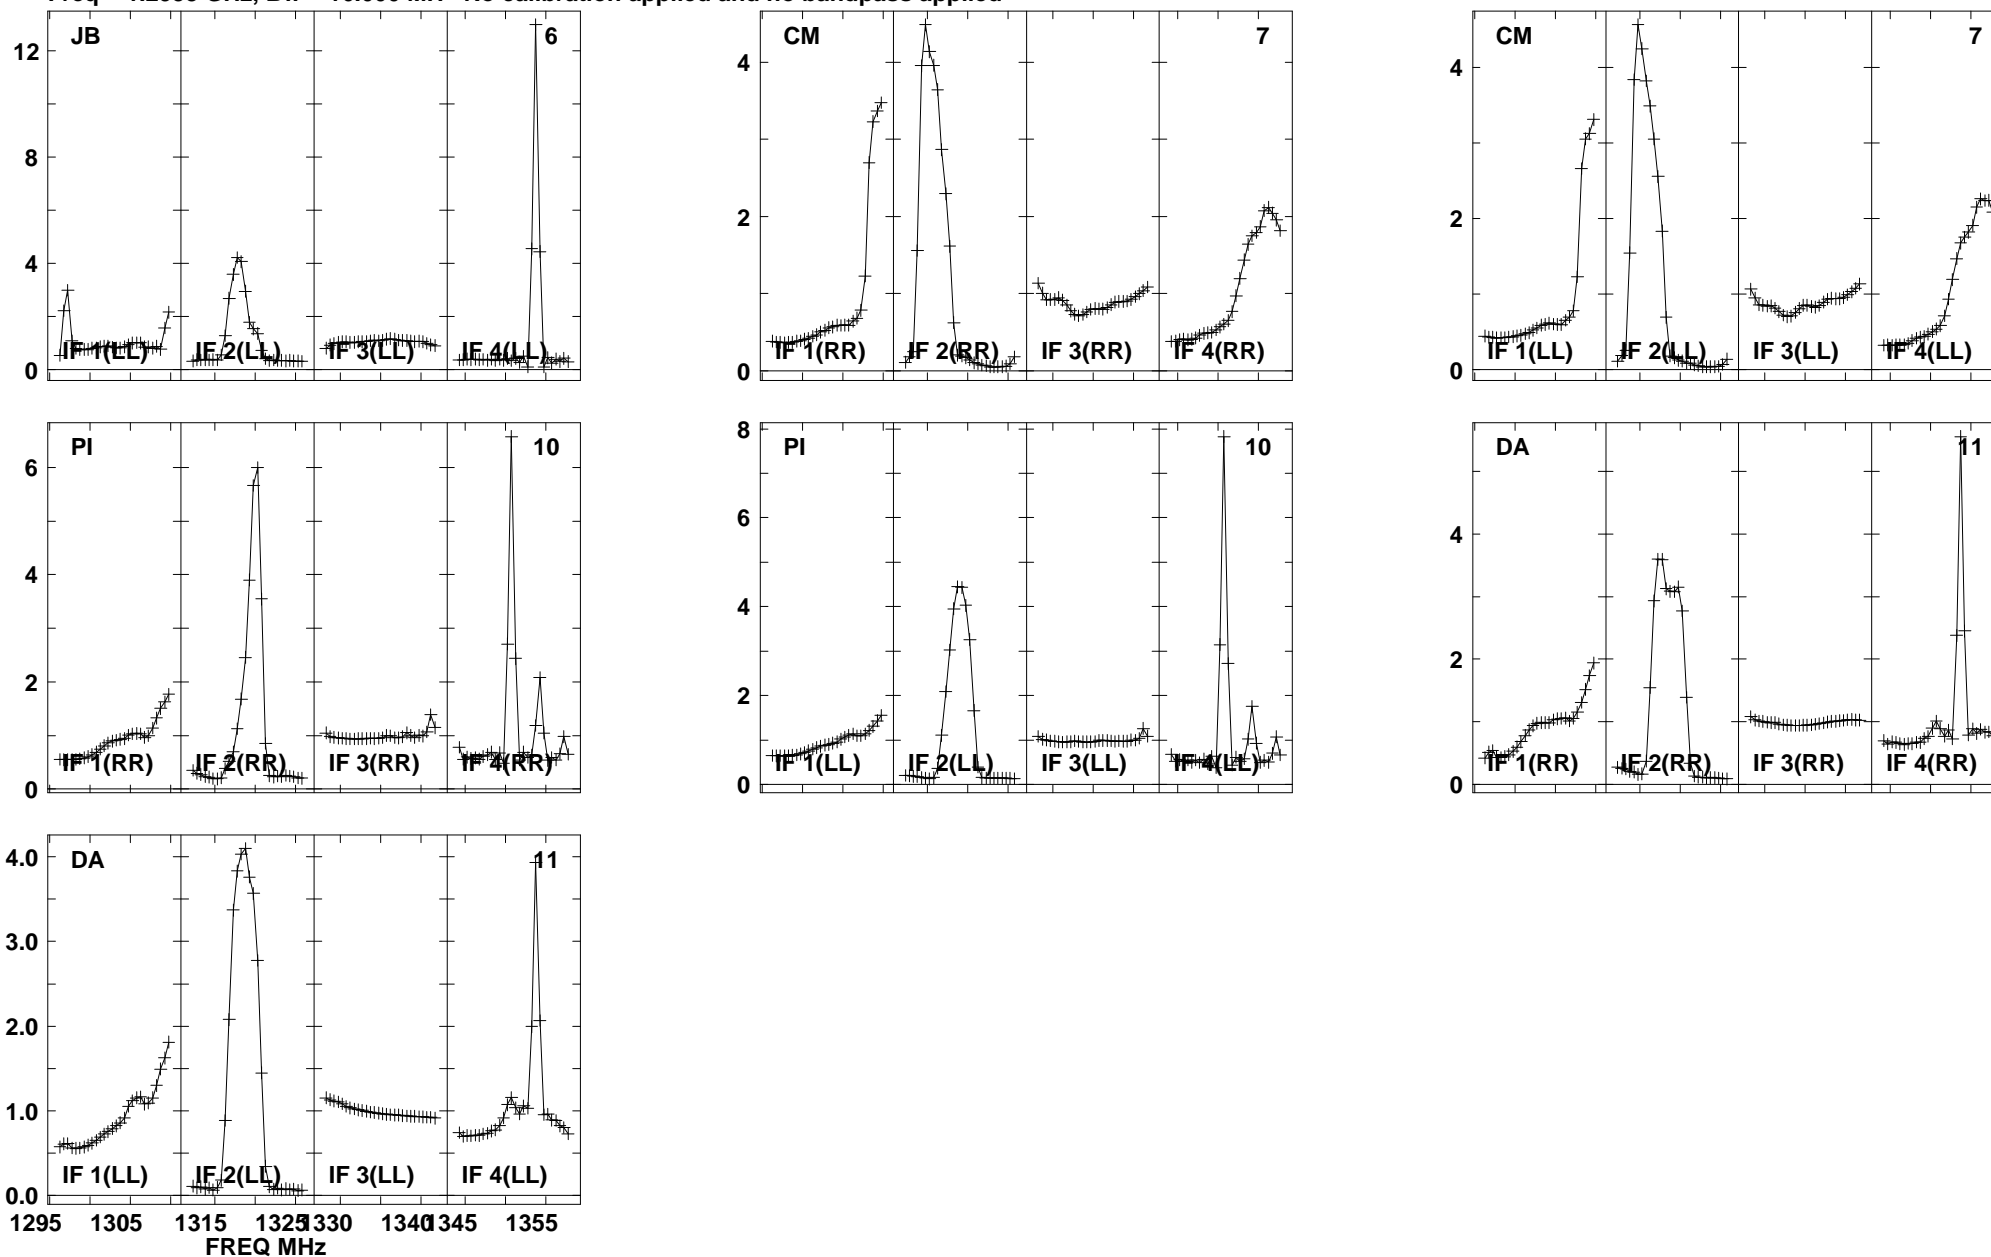 JB 6
12
8
4
0
IF 1(LL) IF 2(LL) IF 3(LL) IF 4(LL)
CM 7
4
2
0
IF 1(RR) IF 2(RR) IF 3(RR) IF 4(RR)
CM 7
4
2
0
IF 1(LL) IF 2(LL) IF 3(LL) IF 4(LL)
PI 10
6
4
2
0
IF 1(RR) IF 2(RR) IF 3(RR) IF 4(RR)
PI 10
8
6
4
2
0
IF 1(LL) IF 2(LL) IF 3(LL) IF 4(LL)
DA 11
4
2
0
IF 1(RR) IF 2(RR) IF 3(RR) IF 4(RR)
DA 11
4.0
3.0
2.0
1.0
0.0
IF 1(LL) IF 2(LL) IF 3(LL) IF 4(LL)
1295 1305 1315 1325 1330 1340 1345 1355
FREQ MHz